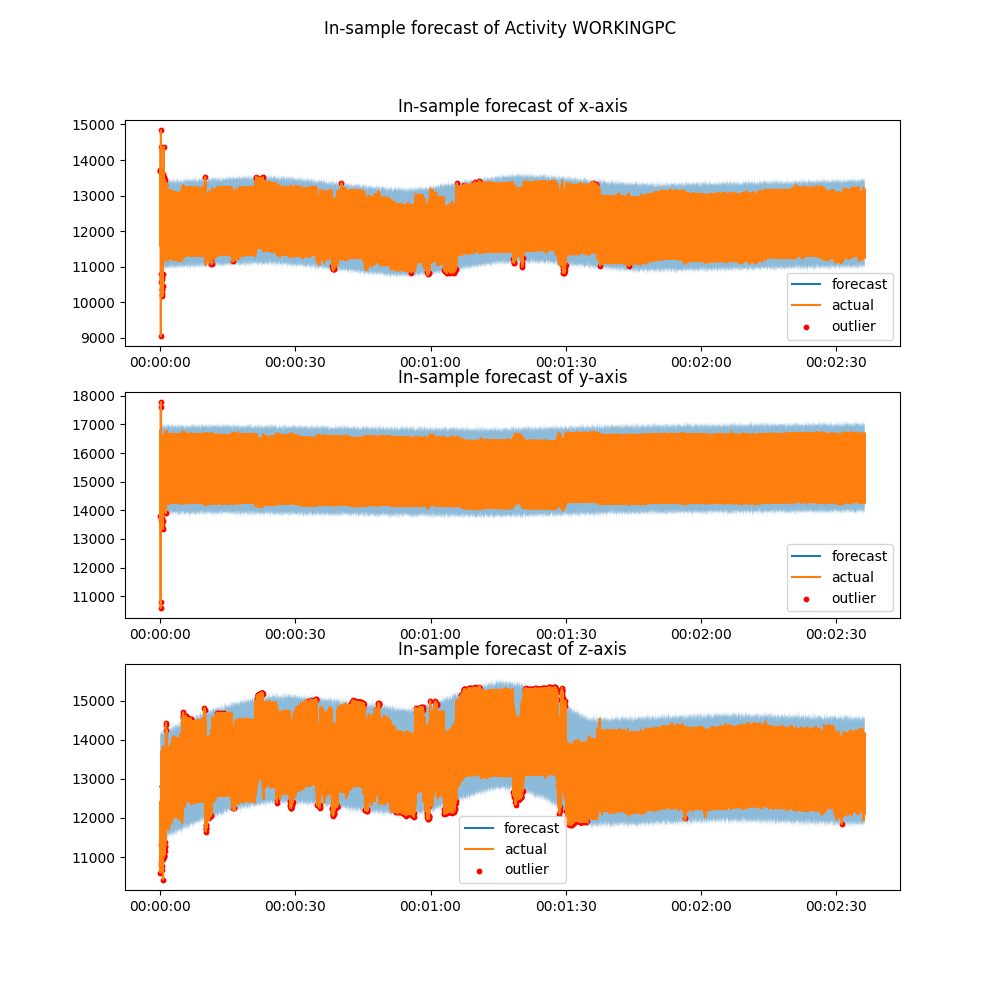 In-sample forecast of Activity WORKINGPC
In-sample forecast of x-axis
15000
14000
13000
12000
11000
10000
9000
forecast
actual
outlier
00:00:00 00:00:30 00:01:00 00:01:30 00:02:00 00:02:30
In-sample forecast of y-axis
18000
17000
16000
15000
14000
13000
12000
11000
forecast
actual
outlier
00:00:00 00:00:30 00:01:00 00:01:30 00:02:00 00:02:30
In-sample forecast of z-axis
15000
14000
13000
12000
11000
forecast
actual
outlier
00:00:00 00:00:30 00:01:00 00:01:30 00:02:00 00:02:30